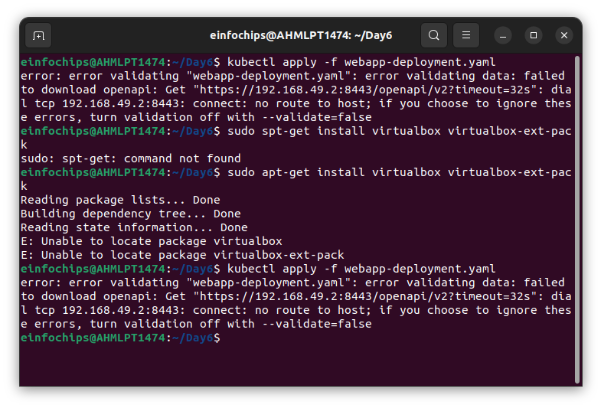 einfochips@AHMLPT1474: ~/Day6
einfochips@AHMLPT1474:~/Day6$ kubectl apply -f webapp-deployment.yaml
error: error validating "webapp-deployment.yaml": error validating data: failed
to download openapi: Get "https://192.168.49.2:8443/openapi/v2?timeout=32s": dia
l tcp 192.168.49.2:8443: connect: no route to host; if you choose to ignore thes
e errors, turn validation off with --validate=false
einfochips@AHMLPT1474:~/Day6$ sudo spt-get install virtualbox virtualbox-ext-pac
k
sudo: spt-get: command not found
einfochips@AHMLPT1474:~/Day6$ sudo apt-get install virtualbox virtualbox-ext-pac
k
Reading package lists... Done
Building dependency tree... Done
Reading state information... Done
E: Unable to locate package virtualbox
E: Unable to locate package virtualbox-ext-pack
einfochips@AHMLPT1474:~/Day6$ kubectl apply -f webapp-deployment.yaml
error: error validating "webapp-deployment.yaml": error validating data: failed
to download openapi: Get "https://192.168.49.2:8443/openapi/v2?timeout=32s": dia
l tcp 192.168.49.2:8443: connect: no route to host; if you choose to ignore thes
e errors, turn validation off with --validate=false
einfochips@AHMLPT1474:~/Day6$